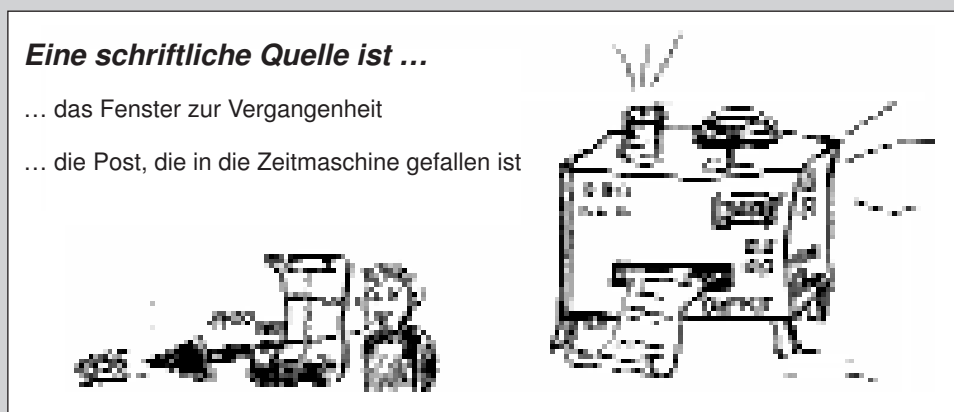 Eine schriftliche Quelle ist …
… das Fenster zur Vergangenheit
… die Post, die in die Zeitmaschine gefallen ist